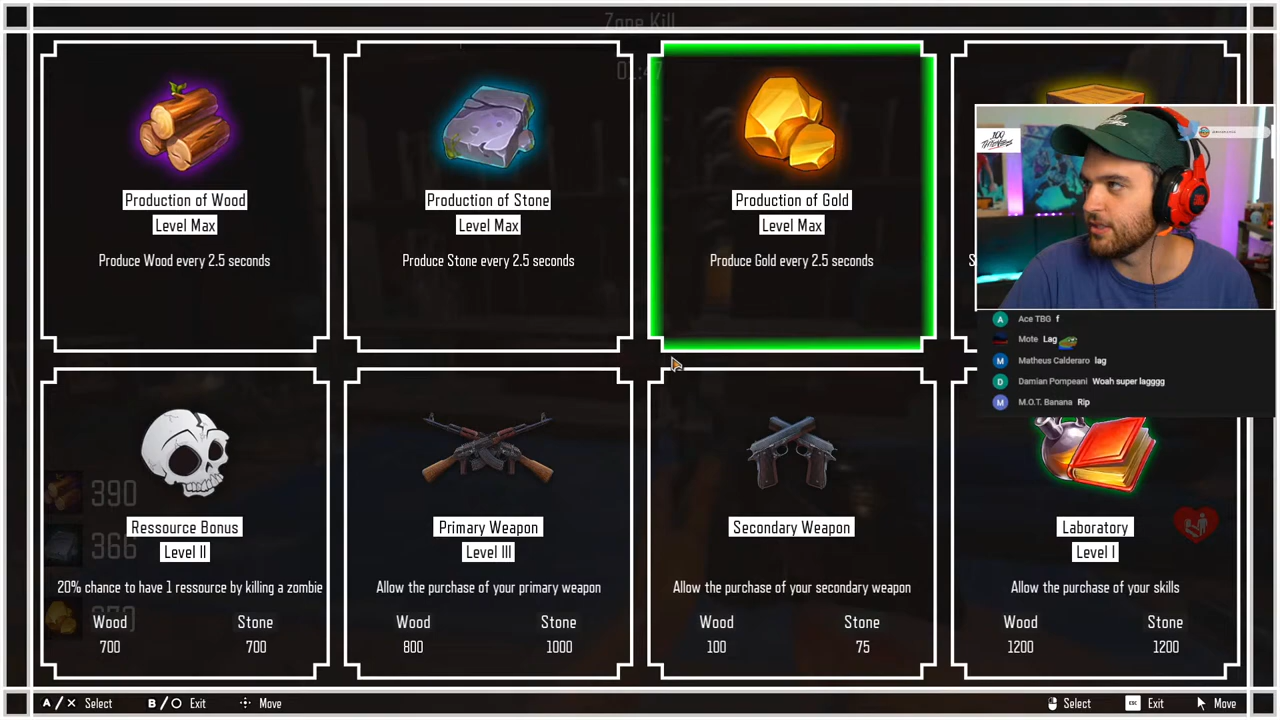 Zone Kill
Production of Wood
Level Max
Produce Wood every 2.5 seconds
Production of Stone
Level Max
Produce Stone every 2.5 seconds
Production of Gold
Level Max
Produce Gold every 2.5 seconds
S
100
THIEVES
Ace TBG f
Mote Lag
Matheus Calderaro lag
Damian Pompeani Woah super lagggg
M.O.T. Banana Rip
390
366
Ressource Bonus
Level II
20% chance to have 1 ressource by killing a zombie
Wood Stone
700 700
Primary Weapon
Level III
Allow the purchase of your primary weapon
Wood Stone
800 1000
Secondary Weapon
Allow the purchase of your secondary weapon
Wood Stone
100 75
Laboratory
Level I
Allow the purchase of your skills
Wood Stone
1200 1200
A / X Select B / O Exit Move
Select ESC Exit Move